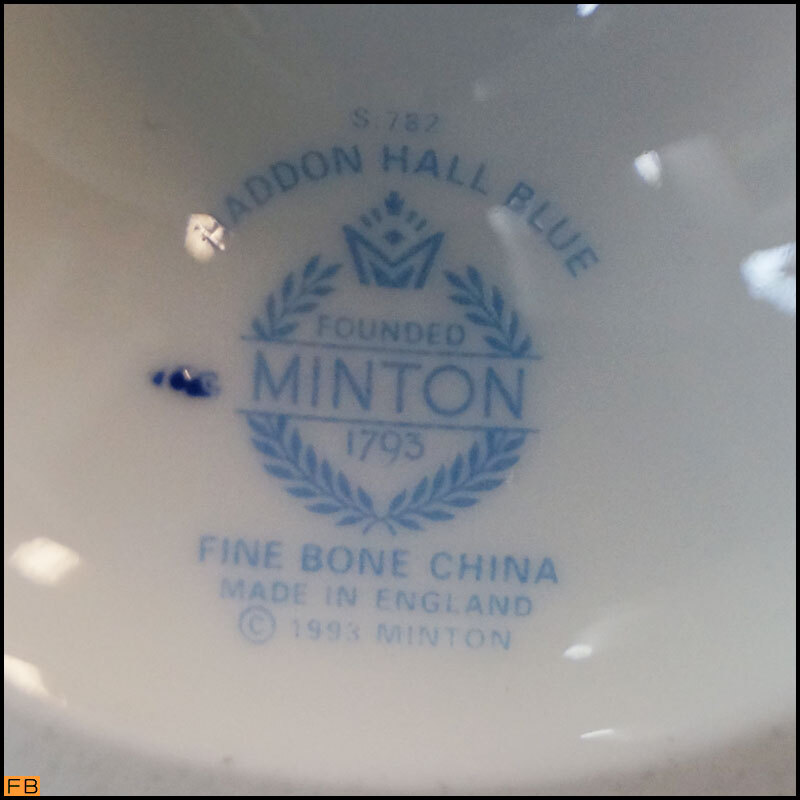 S.782
HADDON HALL BLUE
FOUNDED
MINTON
1793
FINE BONE CHINA
MADE IN ENGLAND
© 1993 MINTON
FB